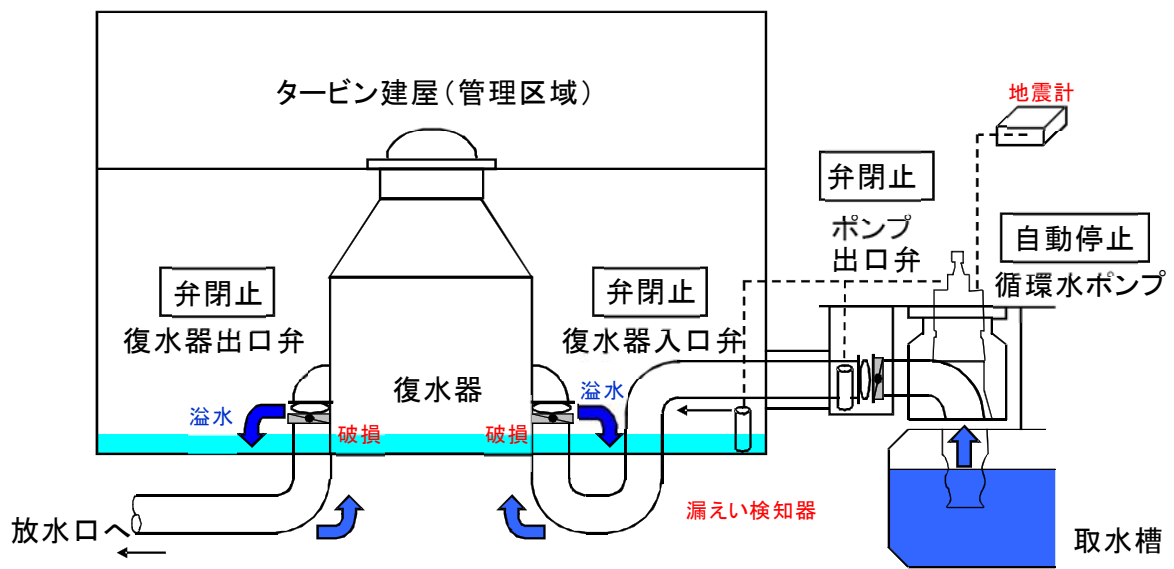 タービン建屋(管理区域)
地震計
弁閉止
ポンプ
出口弁
自動停止
循環水ポンプ
弁閉止
復水器出口弁
弁閉止
復水器入口弁
復水器
溢水
溢水
破損
破損
漏えい検知器
放水口へ
取水槽